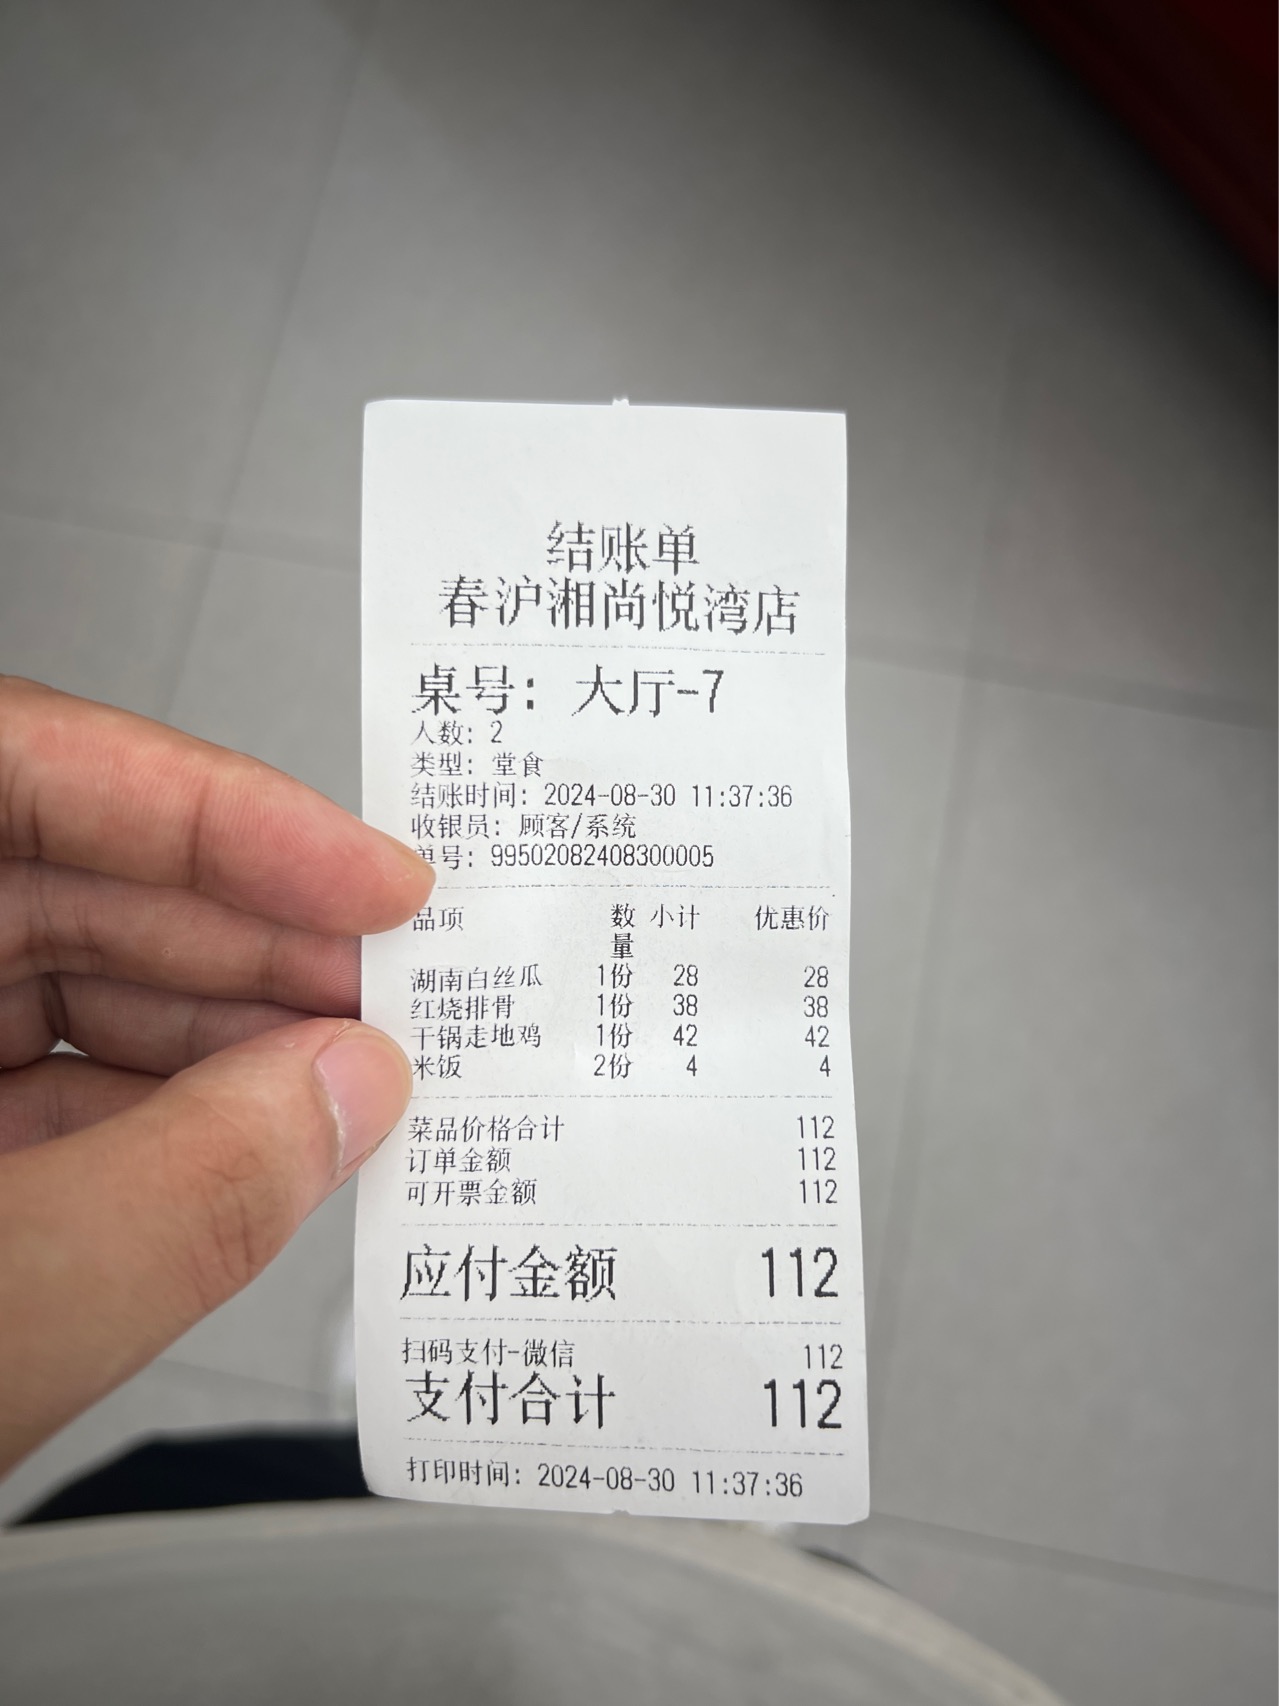 结账单
春沪湘尚悦湾店
桌号：大厅-7
人数：2
类型：堂食
结账时间：2024-08-30 11:37:36
收银员：顾客/系统
单号：99502082408300005
品项 数量 小计 优惠价
湖南白丝瓜 1份 28 28
红烧排骨 1份 38 38
干锅走地鸡 1份 42 42
米饭 2份 4 4
菜品价格合计 112
订单金额 112
可开票金额 112
应付金额 112
扫码支付-微信 112
支付合计 112
打印时间：2024-08-30 11:37:36